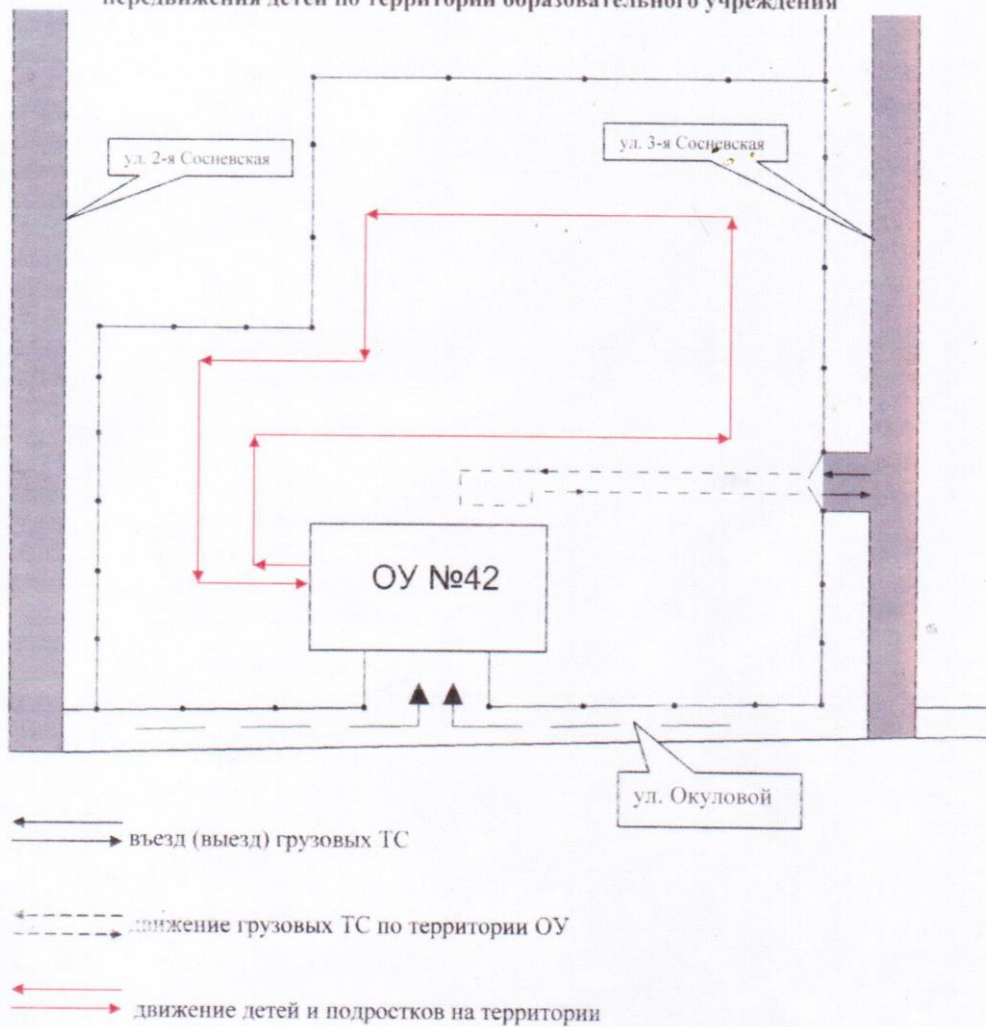 передвижения детей по территории образовательного учреждения
ул. 2-я Сосневская
ул. 3-я Сосневская
ОУ №42
ул. Окуловой
въезд (выезд) грузовых ТС
движение грузовых ТС по территории ОУ
движение детей и подростков на территории